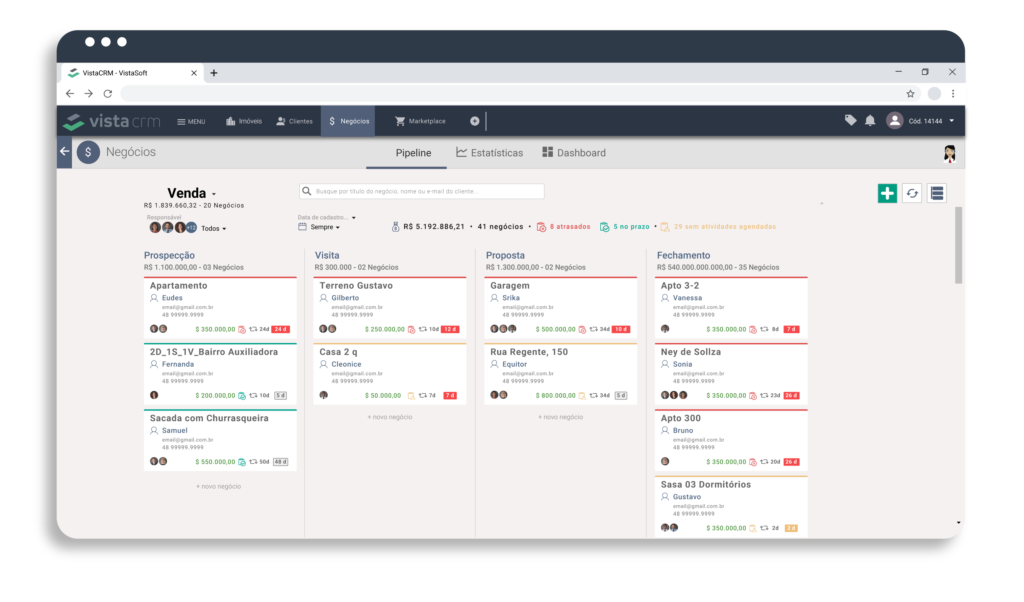 VistaCRM - VistaSoft
vista crm
MENU
Imóveis
Clientes
$ Negócios
Marketplace
Cód. 14144
$ Negócios
Pipeline
Estatísticas
Dashboard
Venda
R$ 1.839.660,32 - 20 Negócios
Busque por título do negócio, nome ou e-mail do cliente...
Responsável
+12 Todos
Data de cadastro...
Sempre
R$ 5.192.886,21 • 41 negócios • 8 atrasados 5 no prazo • 29 sem atividades agendadas
Prospecção
R$ 1.100.000,00 - 03 Negócios
Apartamento
Eudes
email@gmail.com.br
48 99999.9999
$ 350.000,00 24d 24 d
2D_1S_1V_Bairro Auxiliadora
Fernanda
email@gmail.com.br
48 99999.9999
$ 200.000,00 10d 5 d
Sacada com Churrasqueira
Samuel
email@gmail.com.br
48 99999.9999
$ 550.000,00 50d 48 d
+ novo negócio
Visita
R$ 300.000 - 02 Negócios
Terreno Gustavo
Gilberto
email@gmail.com.br
48 99999.9999
$ 250.000,00 10d 12 d
Casa 2 q
Cleonice
email@gmail.com.br
48 99999.9999
$ 50.000,00 7d 7 d
+ novo negócio
Proposta
R$ 1.300.000,00 - 02 Negócios
Garagem
Srika
email@gmail.com.br
48 99999.9999
$ 500.000,00 34d 10 d
Rua Regente, 150
Equitor
email@gmail.com.br
48 99999.9999
$ 800.000,00 34d 5 d
+ novo negócio
Fechamento
R$ 540.000.000.000,00 - 35 Negócios
Apto 3-2
Vanessa
email@gmail.com.br
48 99999.9999
$ 350.000,00 8d 7 d
Ney de Sollza
Sonia
email@gmail.com.br
48 99999.9999
$ 350.000,00 23d 26 d
Apto 300
Bruno
email@gmail.com.br
48 99999.9999
$ 350.000,00 20d 26 d
Sasa 03 Dormitórios
Gustavo
email@gmail.com.br
48 99999.9999
$ 350.000,00 2d